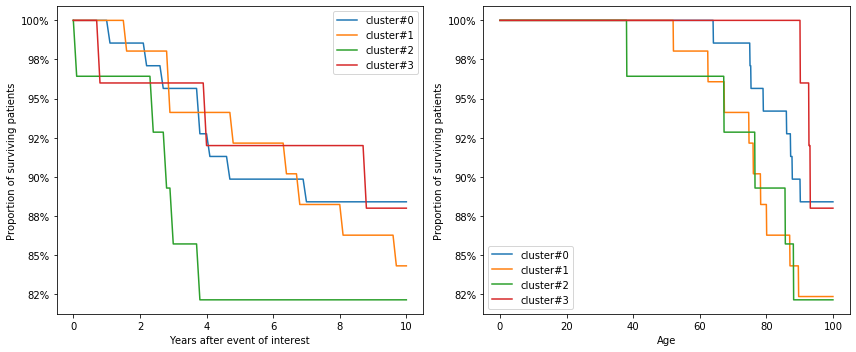 100%
98%
95%
92%
90%
88%
85%
82%
Proportion of surviving patients
0
2
4
6
8
10
Years after event of interest
cluster#0
cluster#1
cluster#2
cluster#3
100%
98%
95%
92%
90%
88%
85%
82%
Proportion of surviving patients
0
20
40
60
80
100
Age
cluster#0
cluster#1
cluster#2
cluster#3